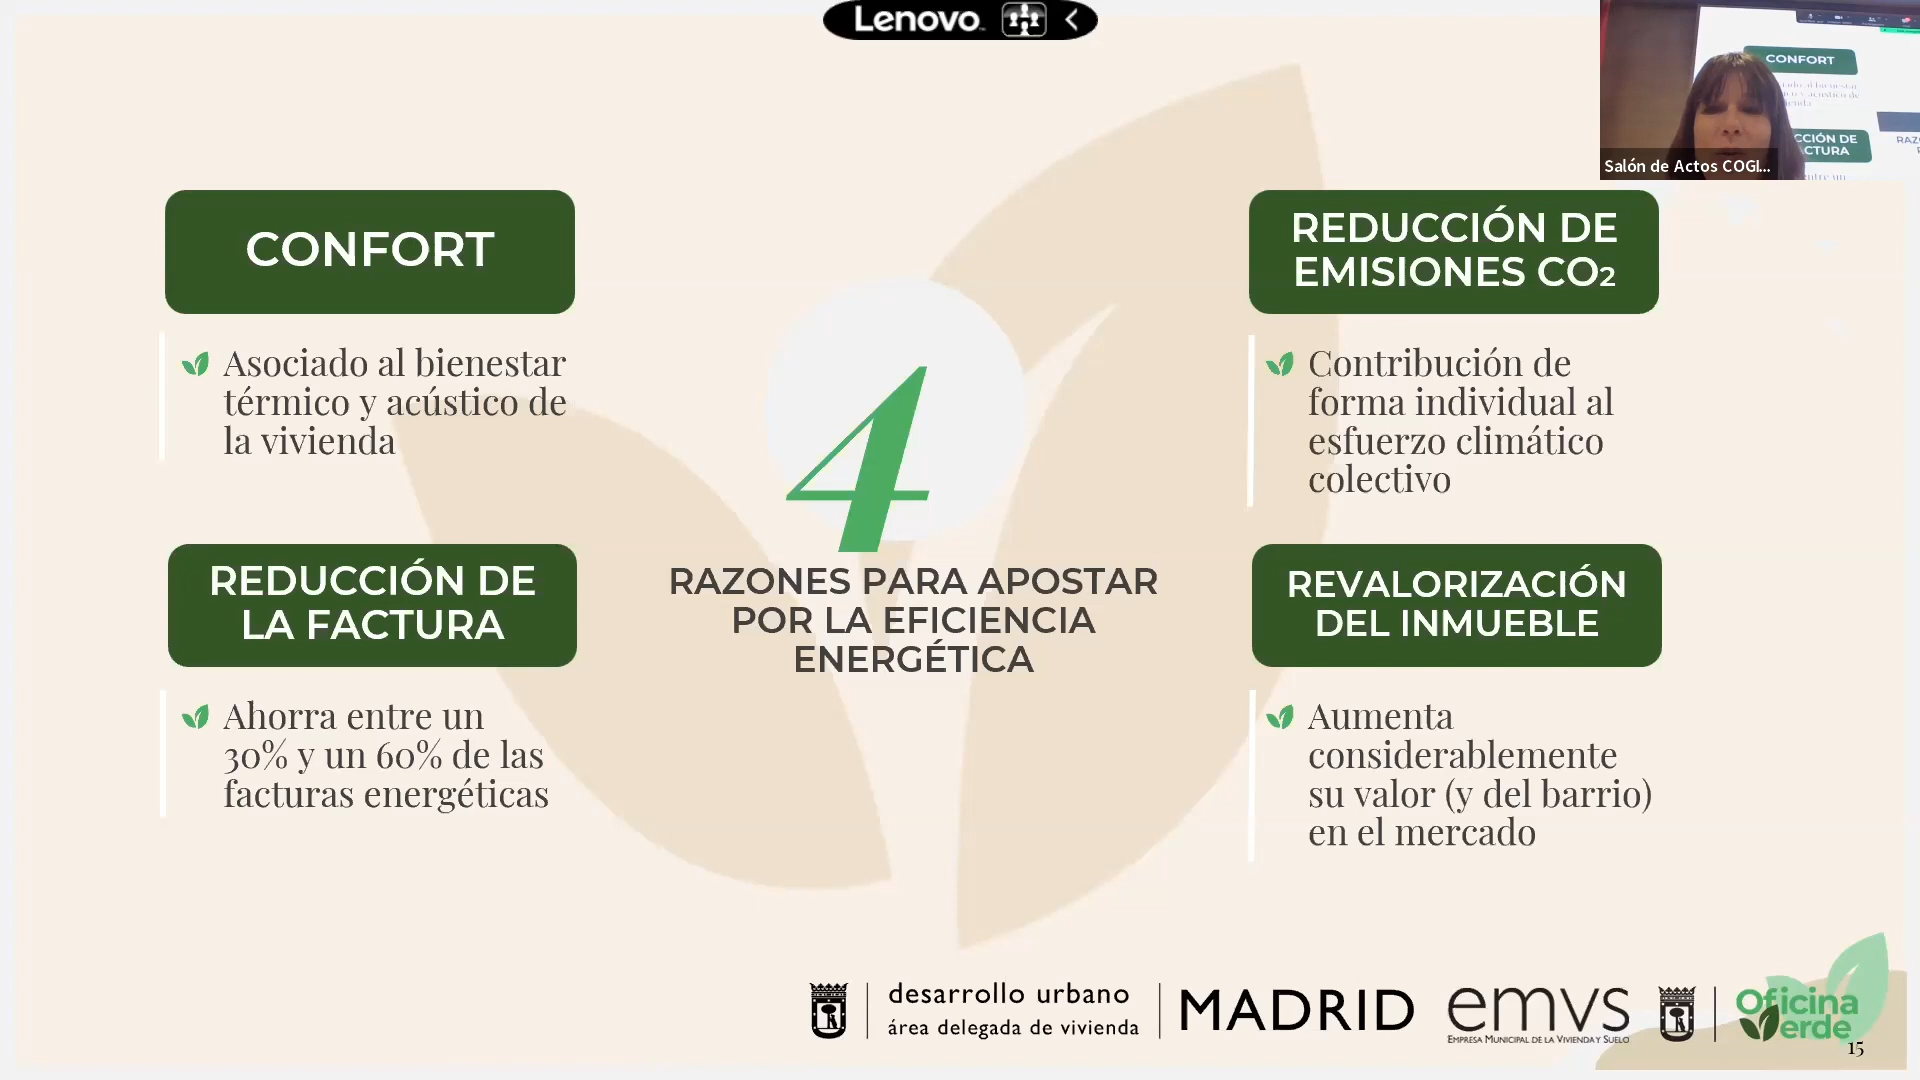 Lenovo
CONFORT
Asociado al bienestar
térmico y acústico de
la vivienda
REDUCCIÓN DE
LA FACTURA
Ahorra entre un
30% y un 60% de las
facturas energéticas
4
RAZONES PARA APOSTAR
POR LA EFICIENCIA
ENERGÉTICA
REDUCCIÓN DE
EMISIONES CO₂
Contribución de
forma individual al
esfuerzo climático
colectivo
REVALORIZACIÓN
DEL INMUEBLE
Aumenta
considerablemente
su valor (y del barrio)
en el mercado
CONFORT
CCIÓN DE
CTURA
Salón de Actos COGI...
desarrollo urbano
área delegada de vivienda
MADRID
emvs
EMPRESA MUNICIPAL DE LA VIVIENDA Y SUELO
Oficina
Verde
15